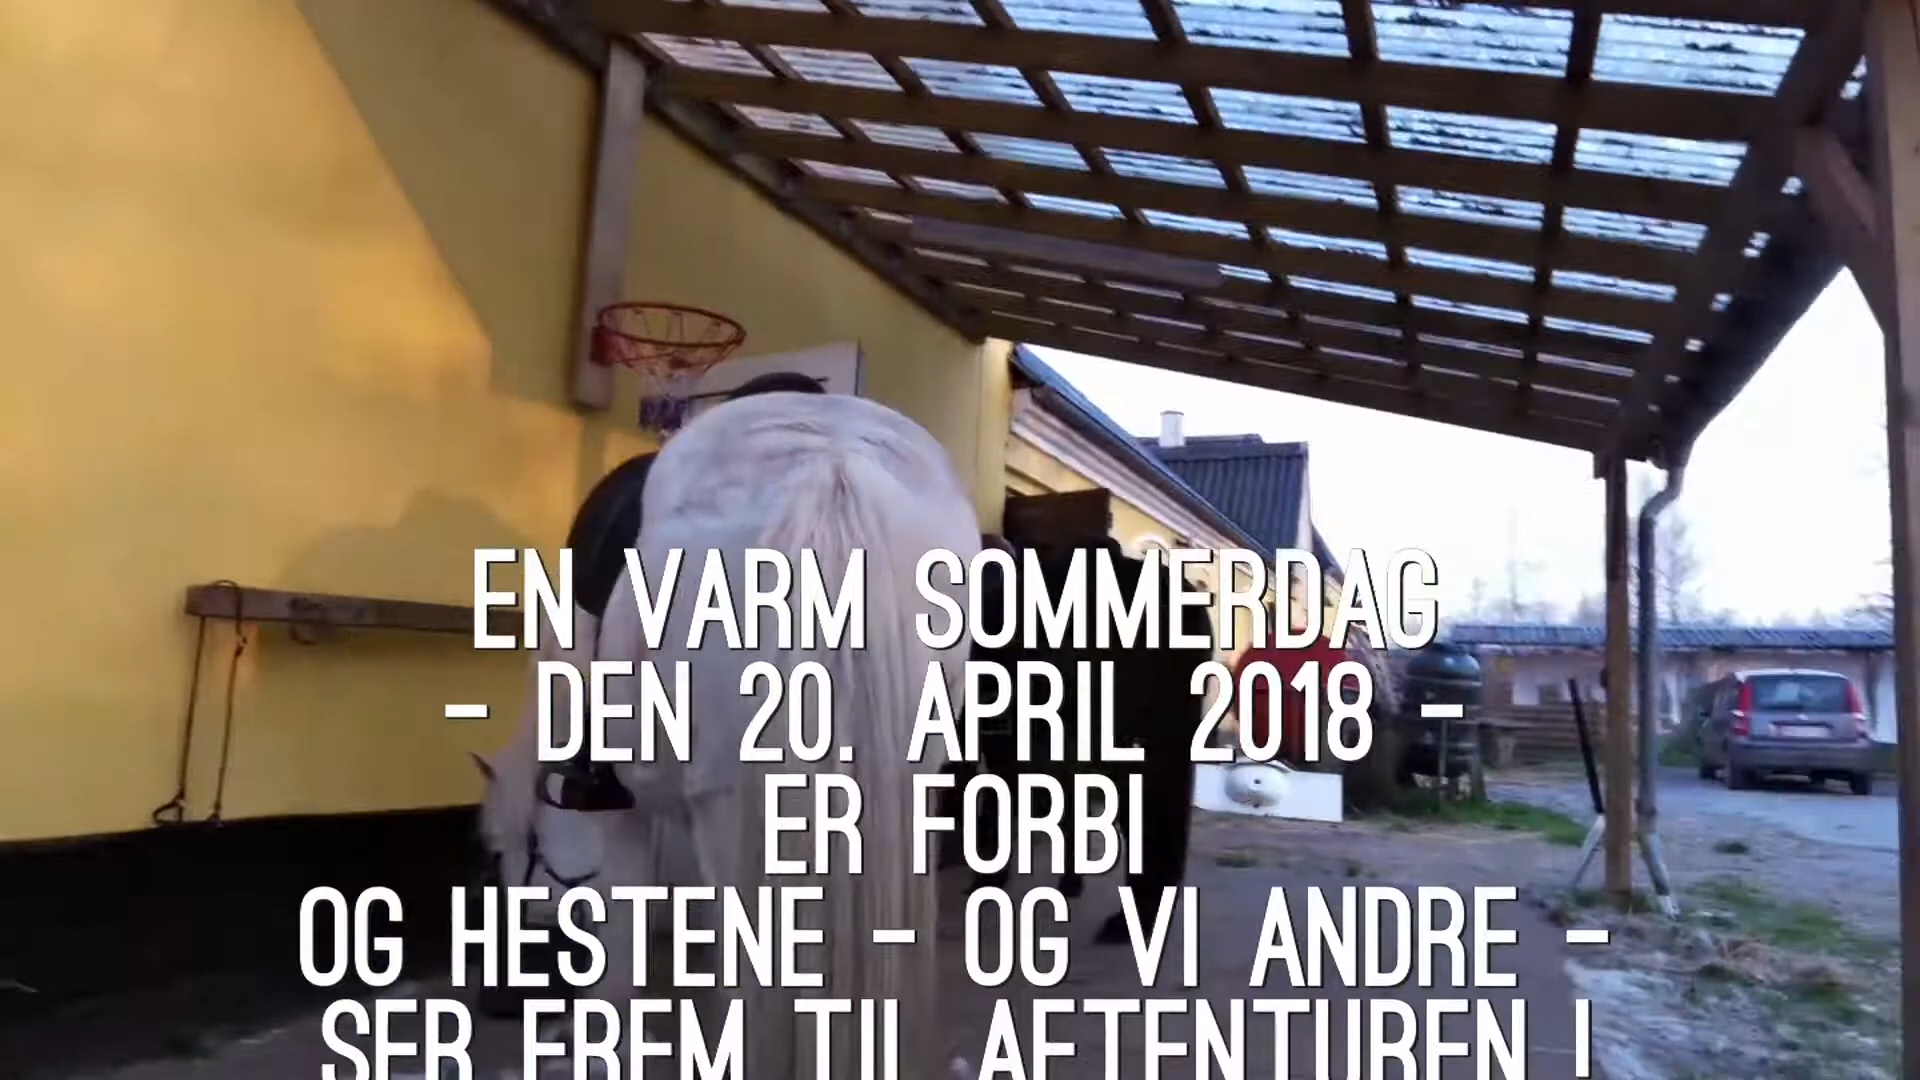 EN VARM SOMMERDAG
- DEN 20. APRIL 2018 -
ER FORBI
OG HESTENE - OG VI ANDRE -
SER FREM TIL AFTENTUREN I